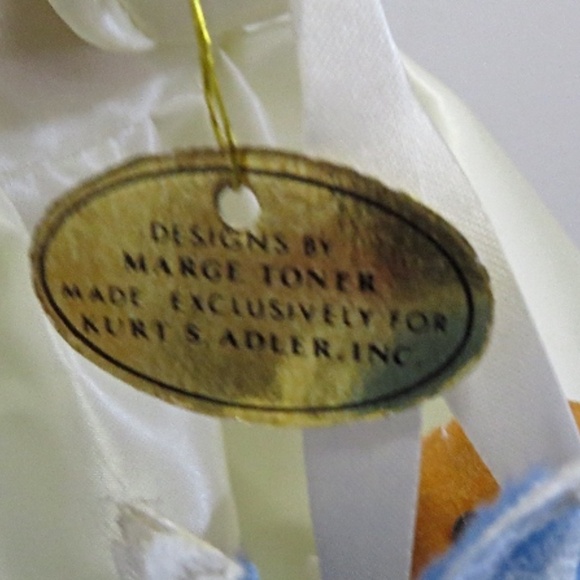 DESIGNS BY
MARGE TONER
MADE EXCLUSIVELY FOR
KURT S. ADLER, INC.